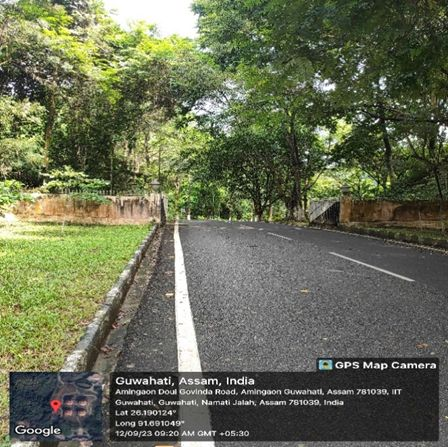 GPS Map Camera
Guwahati, Assam, India
Amingaon Doul Govinda Road, Amingaon Guwahati, Assam 781039, IIT
Guwahati, Guwahati, Namati Jalah, Assam 781039, India
Lat 26.190124°
Long 91.691049°
12/09/23 09:20 AM GMT +05:30
Google